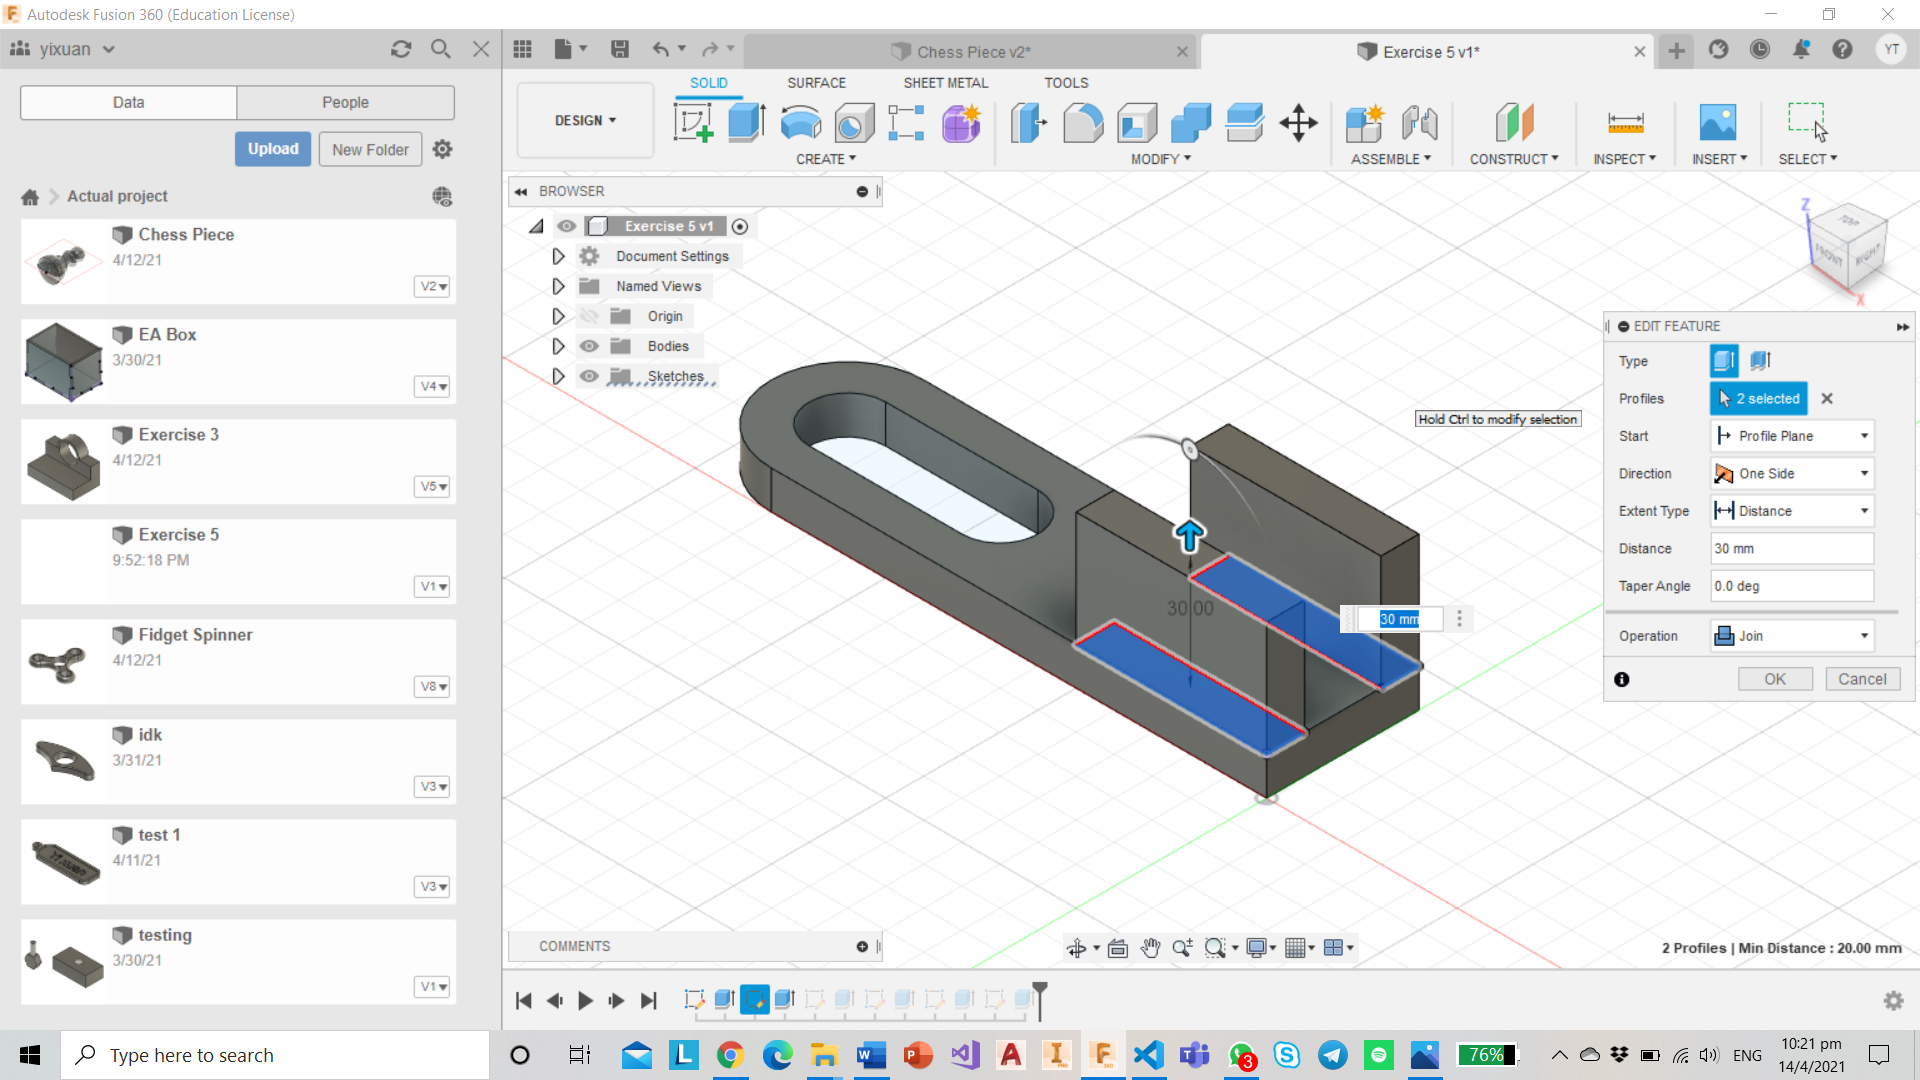 Autodesk Fusion 360 (Education License)
yixuan
Data
People
Upload
New Folder
Actual project
Chess Piece
4/12/21
V2
EA Box
3/30/21
V4
Exercise 3
4/12/21
V5
Exercise 5
9:52:18 PM
V1
Fidget Spinner
4/12/21
V8
idk
3/31/21
V3
test 1
4/11/21
V3
testing
3/30/21
V1
Chess Piece v2*
Exercise 5 v1*
YT
DESIGN
SOLID
SURFACE
SHEET METAL
TOOLS
CREATE
MODIFY
ASSEMBLE
CONSTRUCT
INSPECT
INSERT
SELECT
BROWSER
Exercise 5 v1
Document Settings
Named Views
Origin
Bodies
Sketches
Z
TOP
FRONT
RIGHT
X
Hold Ctrl to modify selection
30.00
30 mm
EDIT FEATURE
Type
Profiles
2 selected
Start
Profile Plane
Direction
One Side
Extent Type
Distance
Distance
30 mm
Taper Angle
0.0 deg
Operation
Join
OK
Cancel
COMMENTS
2 Profiles | Min Distance : 20.00 mm
Type here to search
3
76%
ENG
10:21 pm
14/4/2021